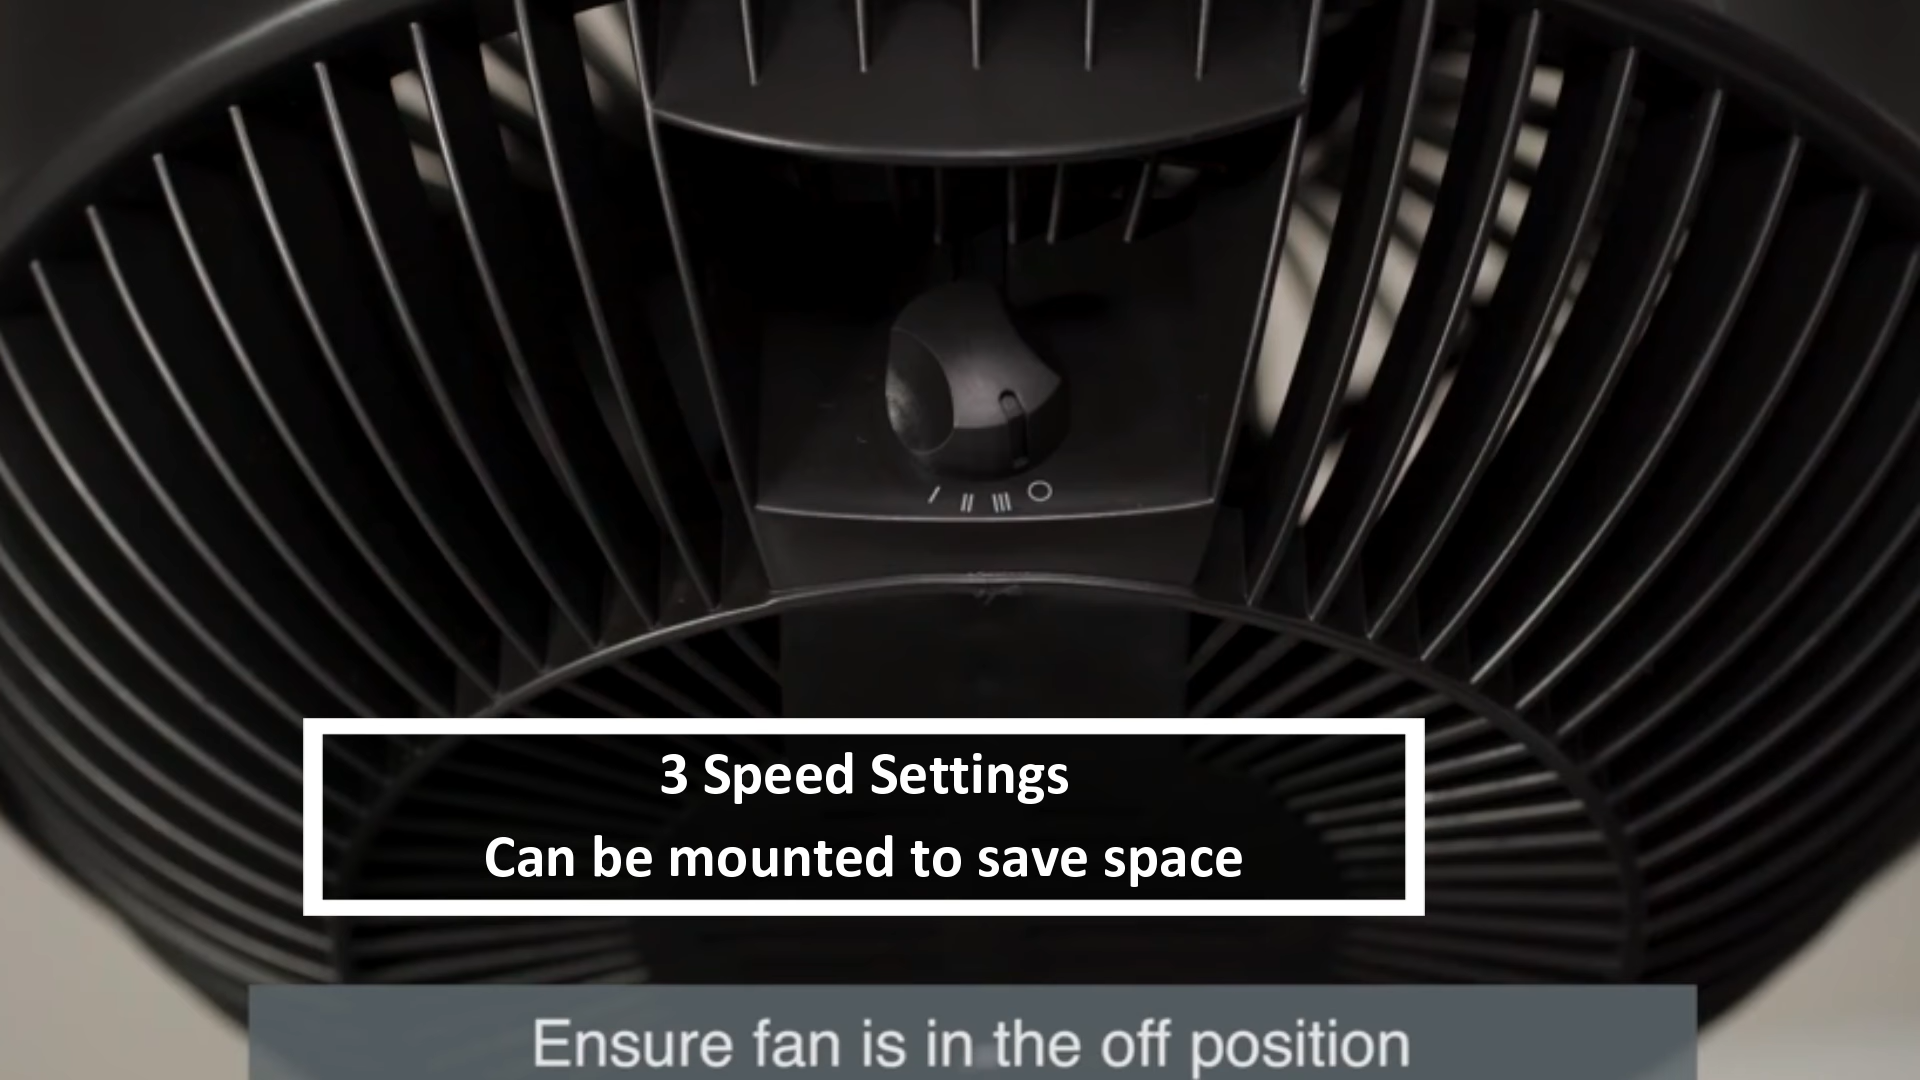 I II III O
3 Speed Settings
Can be mounted to save space
Ensure fan is in the off position